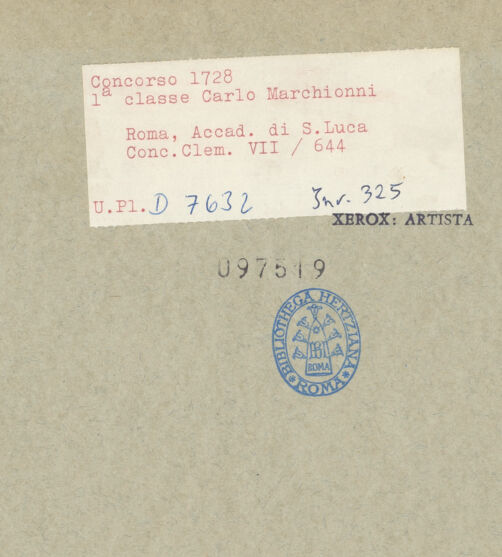 Concorso 1728
1ª classe Carlo Marchionni
Roma, Accad. di S.Luca
Conc.Clem. VII / 644
U.Pl. D 7632 Inv. 325
XEROX: ARTISTA
097519
BIBLIOTHECA HERTZIANA
BH
ROMA
*ROMA*